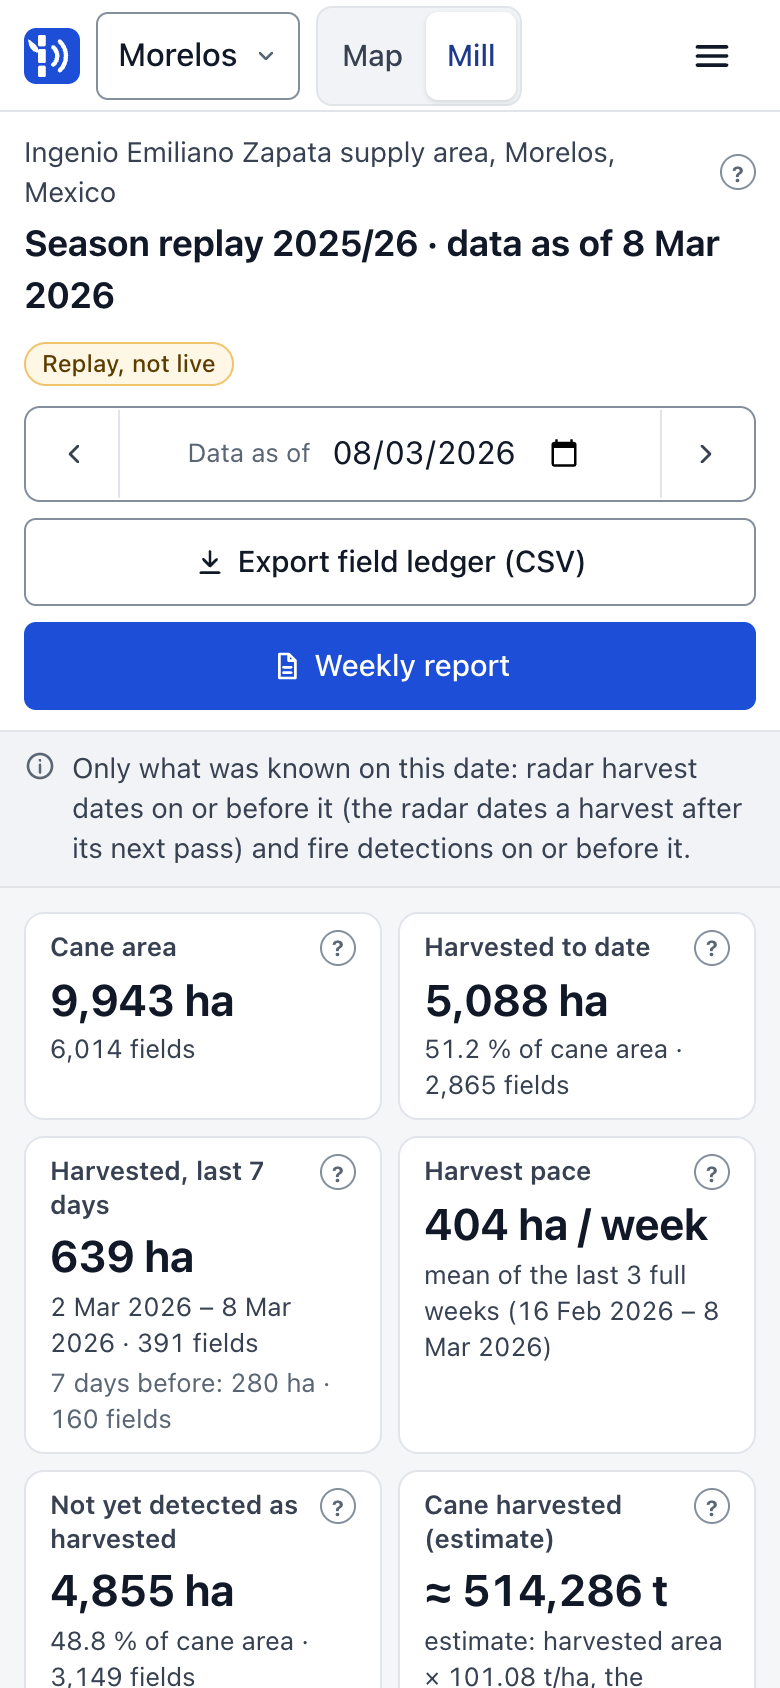 Morelos
Map
Mill
Ingenio Emiliano Zapata supply area, Morelos,
Mexico
?
Season replay 2025/26 · data as of 8 Mar
2026
Replay, not live
Data as of 08/03/2026
Export field ledger (CSV)
Weekly report
Only what was known on this date: radar harvest
dates on or before it (the radar dates a harvest after
its next pass) and fire detections on or before it.
Cane area
?
9,943 ha
6,014 fields
Harvested to date
?
5,088 ha
51.2 % of cane area ·
2,865 fields
Harvested, last 7
days
?
639 ha
2 Mar 2026 – 8 Mar
2026 · 391 fields
7 days before: 280 ha ·
160 fields
Harvest pace
?
404 ha / week
mean of the last 3 full
weeks (16 Feb 2026 – 8
Mar 2026)
Not yet detected as
harvested
?
4,855 ha
48.8 % of cane area ·
3,149 fields
Cane harvested
(estimate)
?
≈ 514,286 t
estimate: harvested area
× 101.08 t/ha, the